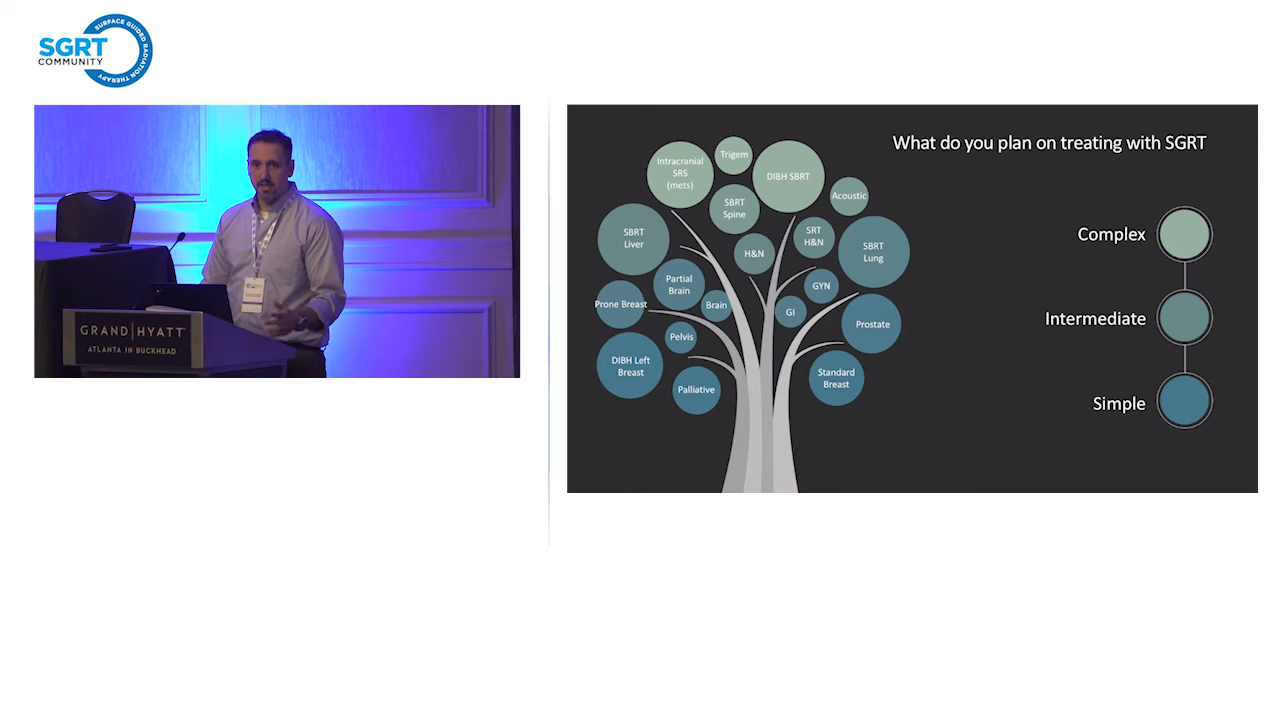 SGRT
COMMUNITY
SURFACE GUIDED
RADIATION THERAPY
GRAND HYATT
ATLANTA IN BUCKHEAD
What do you plan on treating with SGRT
Trigem
Intracranial
SRS
(mets)
DIBH SBRT
Acoustic
SBRT
Spine
SBRT
Liver
SRT
H&N
H&N
SBRT
Lung
Partial
Brain
GYN
Prone Breast
Brain
GI
Prostate
Pelvis
DIBH Left
Breast
Standard
Breast
Palliative
Complex
Intermediate
Simple